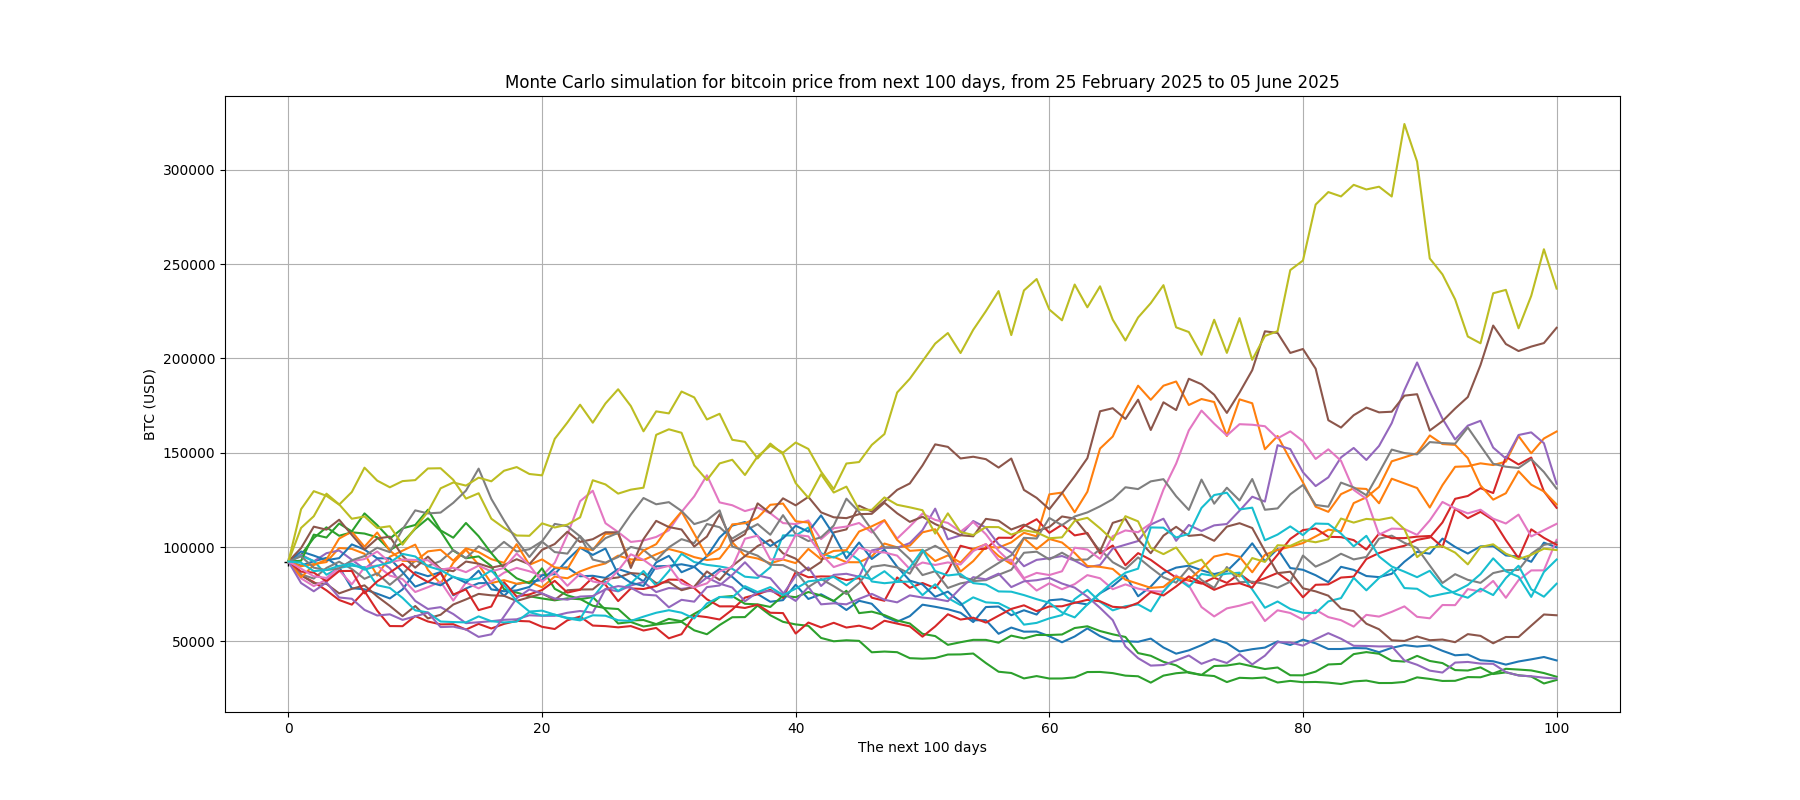 Monte Carlo simulation for bitcoin price from next 100 days, from 25 February 2025 to 05 June 2025
BTC (USD)
300000
250000
200000
150000
100000
50000
0 20 40 60 80 100
The next 100 days